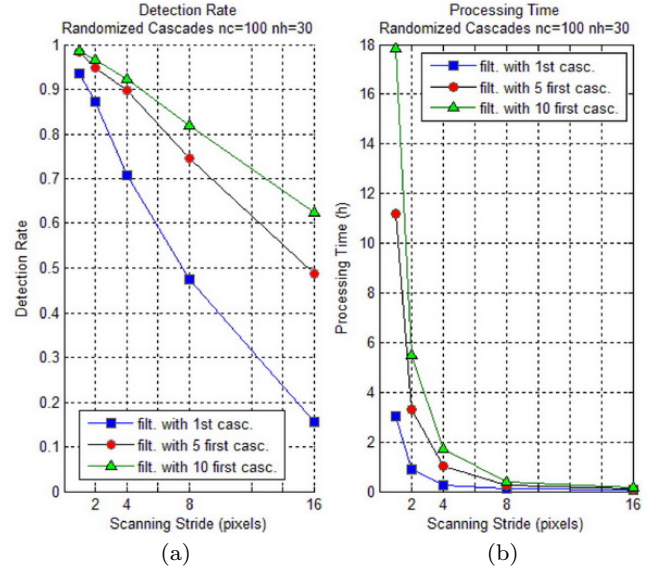 Detection Rate
Randomized Cascades nc=100 nh=30
1
0.9
0.8
0.7
0.6
0.5
0.4
0.3
0.2
0.1
0
Detection Rate
filt. with 1st casc.
filt. with 5 first casc.
filt. with 10 first casc.
2 4 8 16
Scanning Stride (pixels)
(a)
Processing Time
Randomized Cascades nc=100 nh=30
18
16
14
12
10
8
6
4
2
0
Processing Time (h)
filt. with 1st casc.
filt. with 5 first casc.
filt. with 10 first casc.
2 4 8 16
Scanning Stride (pixels)
(b)